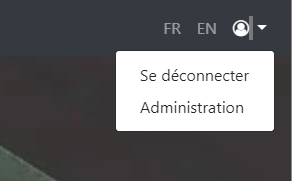 FR EN
Se déconnecter
Administration